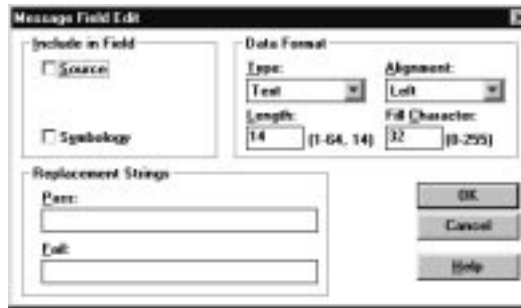 Message Field Edit
Include in Field
Source
Symbology
Data Format
Type:
Alignment:
Text
Left
Length:
Fill Character:
14 (1-64, 14)
32 (0-255)
Replacement Strings
Pass:
Fail:
OK
Cancel
Help